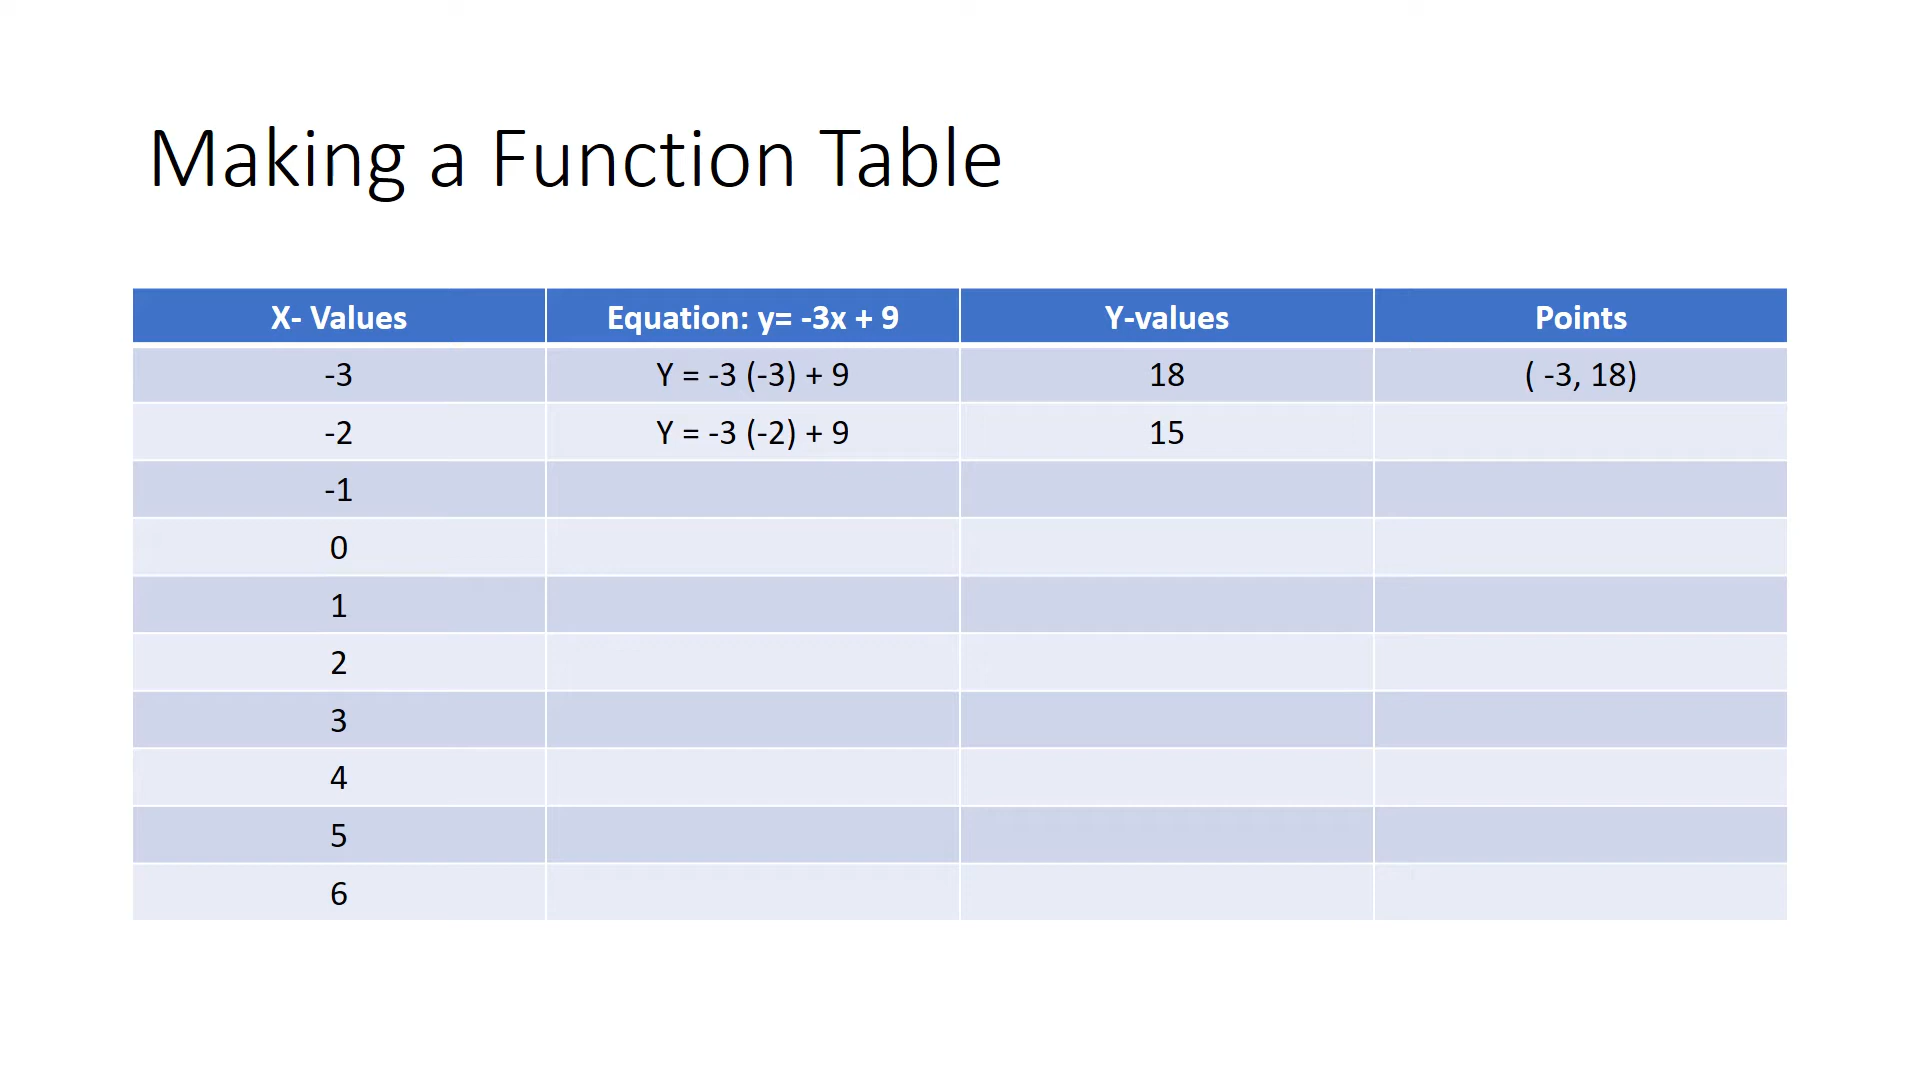 Making a Function Table
X- Values Equation: y= -3x + 9 Y-values Points
-3 Y = -3 (-3) + 9 18 ( -3, 18)
-2 Y = -3 (-2) + 9 15
-1
0
1
2
3
4
5
6